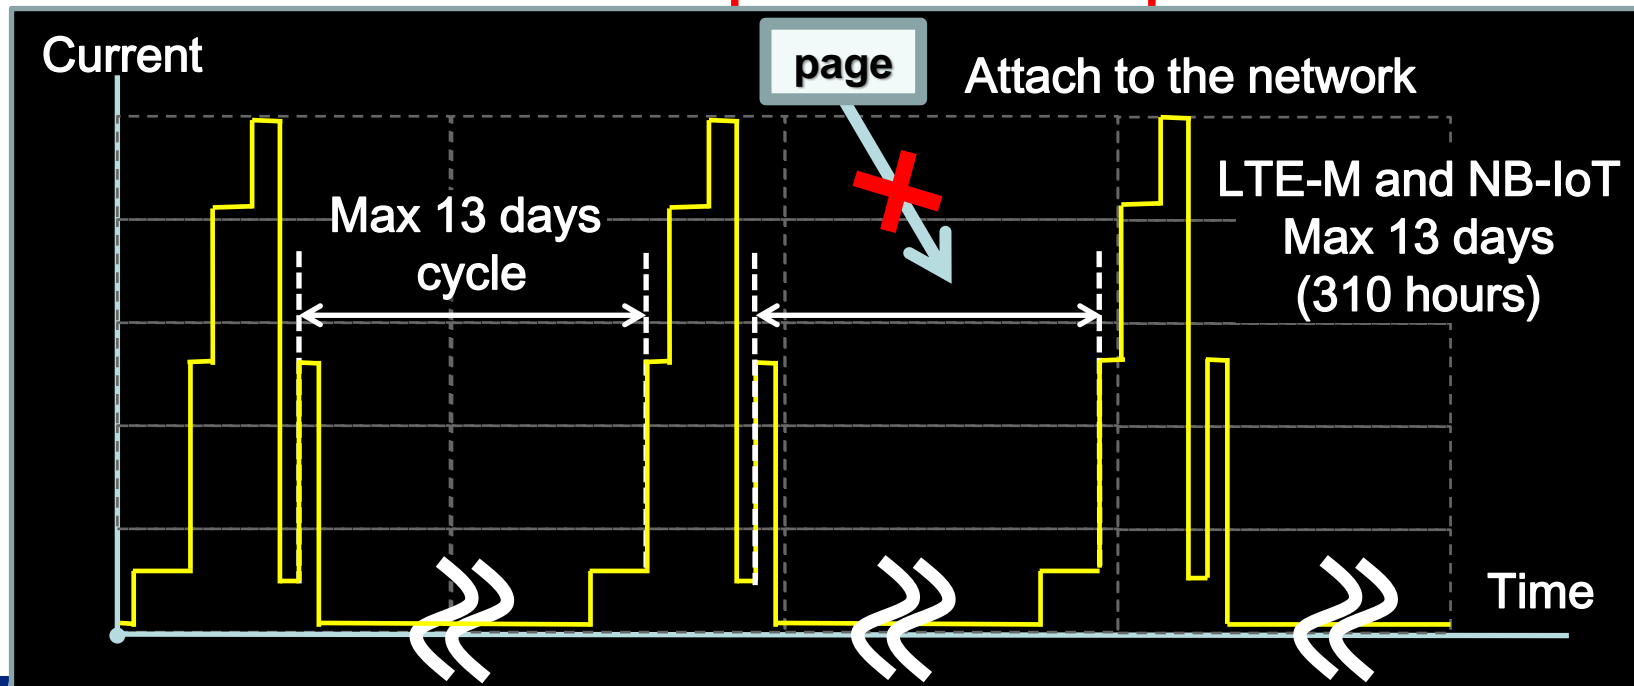 Current
page
Attach to the network
Max 13 days
cycle
LTE-M and NB-IoT
Max 13 days
(310 hours)
Time